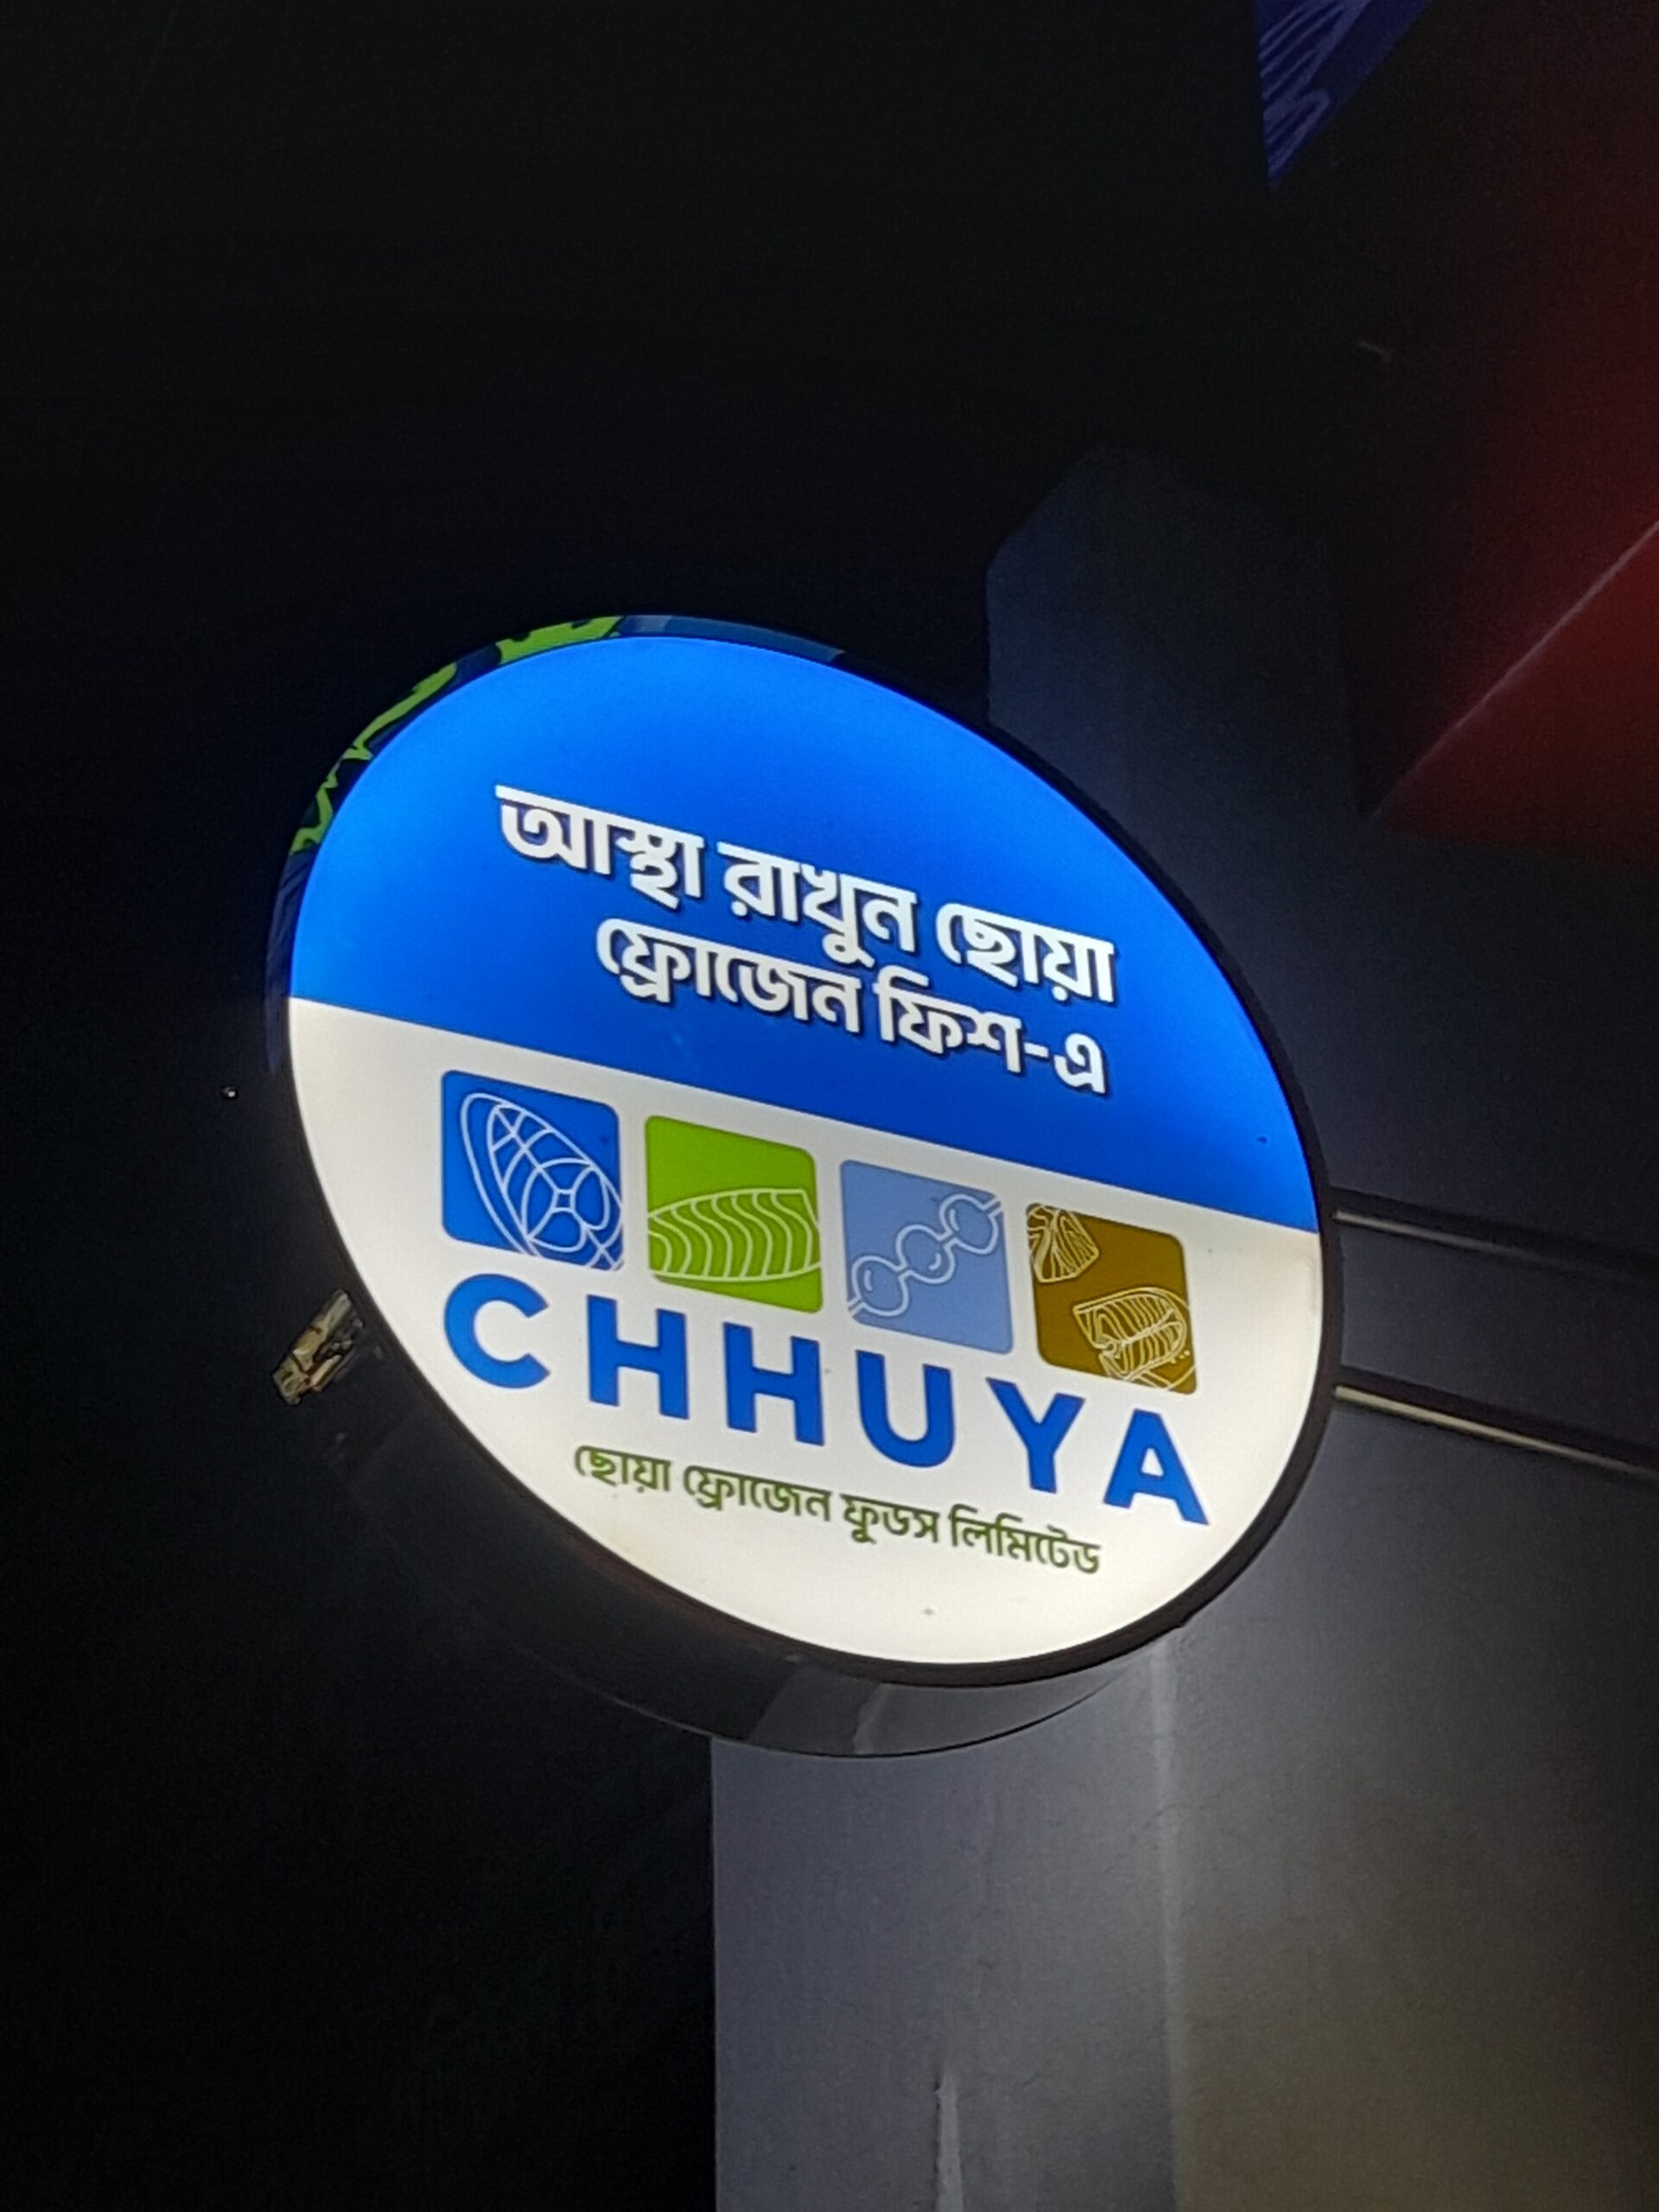 আস্থা রাখুন ছোয়া
ফ্রোজেন ফিশ-এ
CHHUYA
ছোয়া ফ্রোজেন ফুডস লিমিটেড